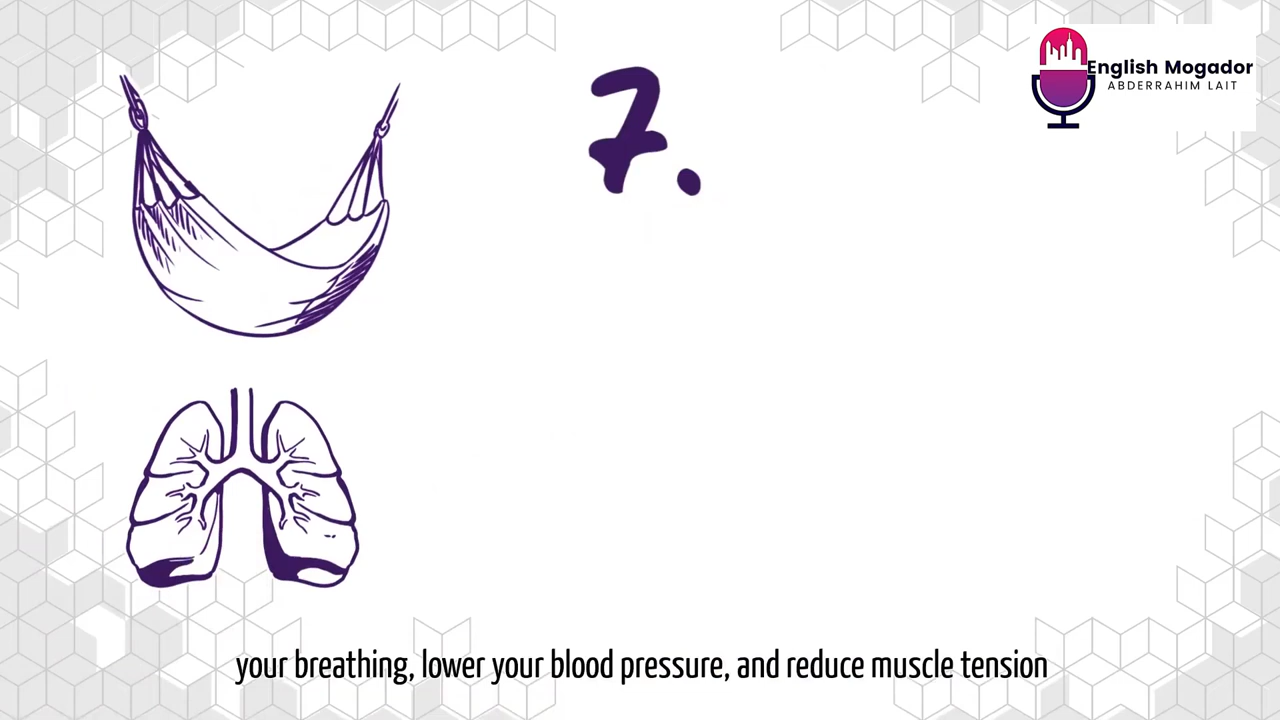 English Mogador
ABDERRAHIM LAIT
7.
your breathing, lower your blood pressure, and reduce muscle tension